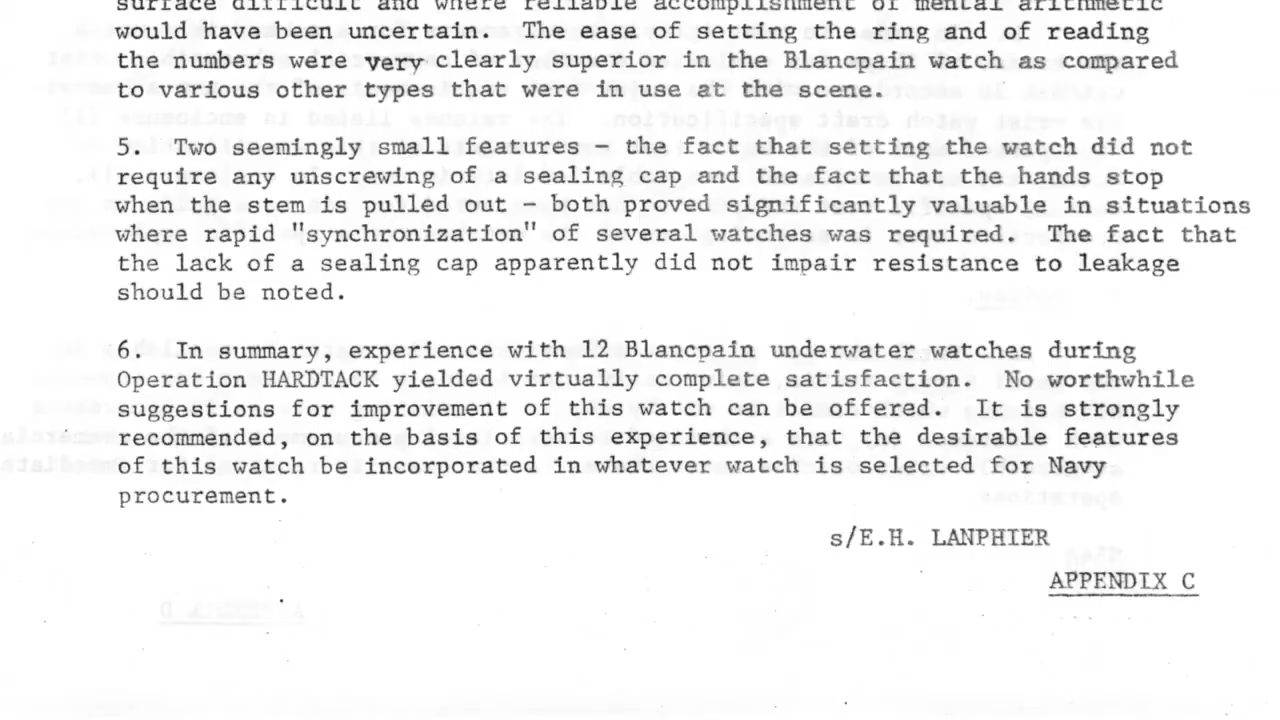 surface difficult and where reliable accomplishment of mental arithmetic
would have been uncertain. The ease of setting the ring and of reading
the numbers were very clearly superior in the Blancpain watch as compared
to various other types that were in use at the scene.
5. Two seemingly small features - the fact that setting the watch did not
require any unscrewing of a sealing cap and the fact that the hands stop
when the stem is pulled out - both proved significantly valuable in situations
where rapid "synchronization" of several watches was required. The fact that
the lack of a sealing cap apparently did not impair resistance to leakage
should be noted.
6. In summary, experience with 12 Blancpain underwater watches during
Operation HARDTACK yielded virtually complete satisfaction. No worthwhile
suggestions for improvement of this watch can be offered. It is strongly
recommended, on the basis of this experience, that the desirable features
of this watch be incorporated in whatever watch is selected for Navy
procurement.
s/E.H. LANPHIER
APPENDIX C
APPENDIX D